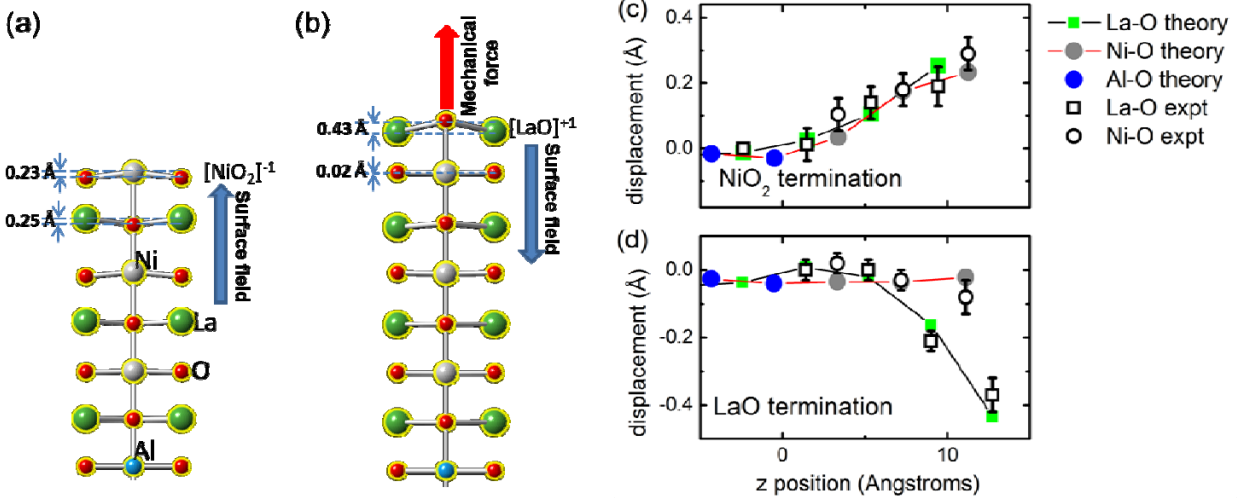 (a)
0.23 Å
[NiO2]-1
0.25 Å
Surface field
Ni
La
O
Al
(b)
Mechanical
force
0.43 Å
[LaO]+1
0.02 Å
Surface field
(c)
displacement (Å)
0.4
0.2
0.0
NiO2 termination
La-O theory
Ni-O theory
Al-O theory
La-O expt
Ni-O expt
(d)
displacement (Å)
0.0
-0.2
-0.4
LaO termination
0
10
z position (Angstroms)